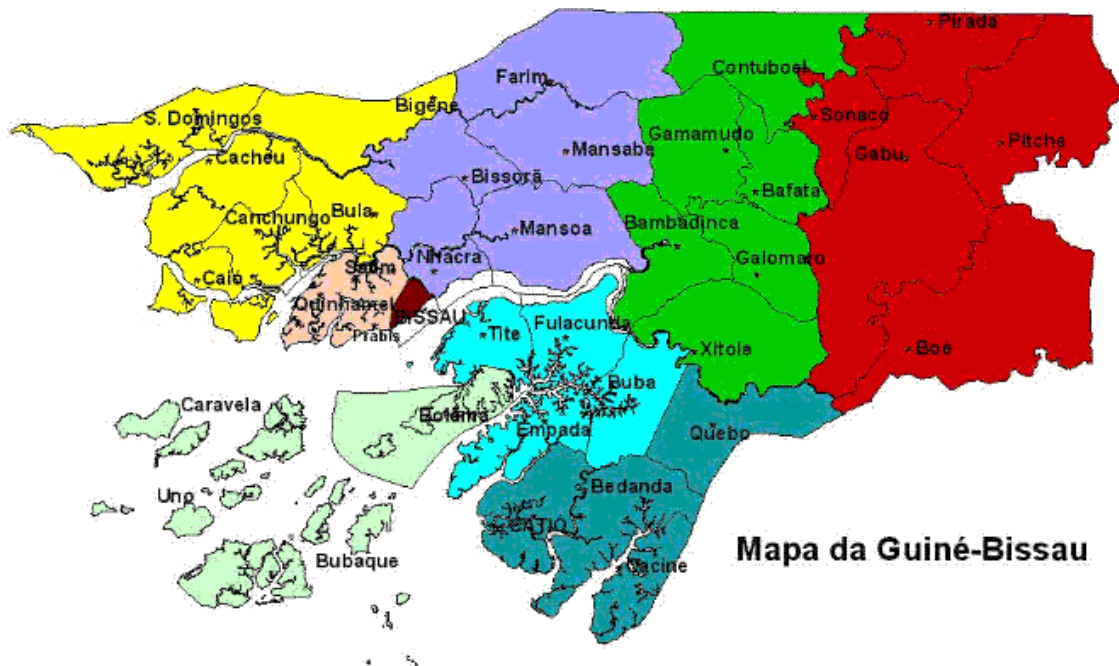 Pirada
Farim
Contuboel
Bigene
S. Domingos
Sonaco
Gamamudo
Pitche
Mansaba
Gabu
Cacheu
Bissorã
Bafata
Canchungo
Bula
Bambadinca
Mansoa
Nhacra
Galomaro
Safim
Caió
Quinhamel
BISSAU
Fulacunda
Prabis
Tite
Xitole
Boé
Buba
Caravela
Bolama
Empada
Quebo
Bedanda
Uno
CATIO
Mapa da Guiné-Bissau
Bubaque
Cacine